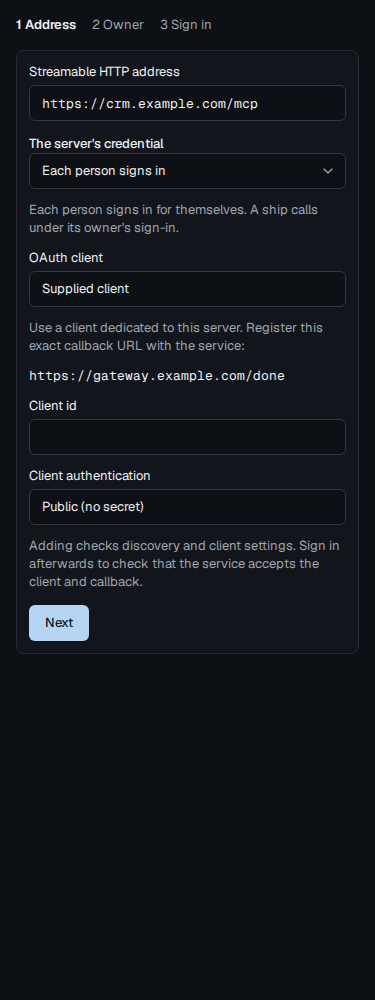 1 Address 2 Owner 3 Sign in
Streamable HTTP address
https://crm.example.com/mcp
The server's credential
Each person signs in
Each person signs in for themselves. A ship calls
under its owner's sign-in.
OAuth client
Supplied client
Use a client dedicated to this server. Register this
exact callback URL with the service:
https://gateway.example.com/done
Client id
Client authentication
Public (no secret)
Adding checks discovery and client settings. Sign in
afterwards to check that the service accepts the
client and callback.
Next